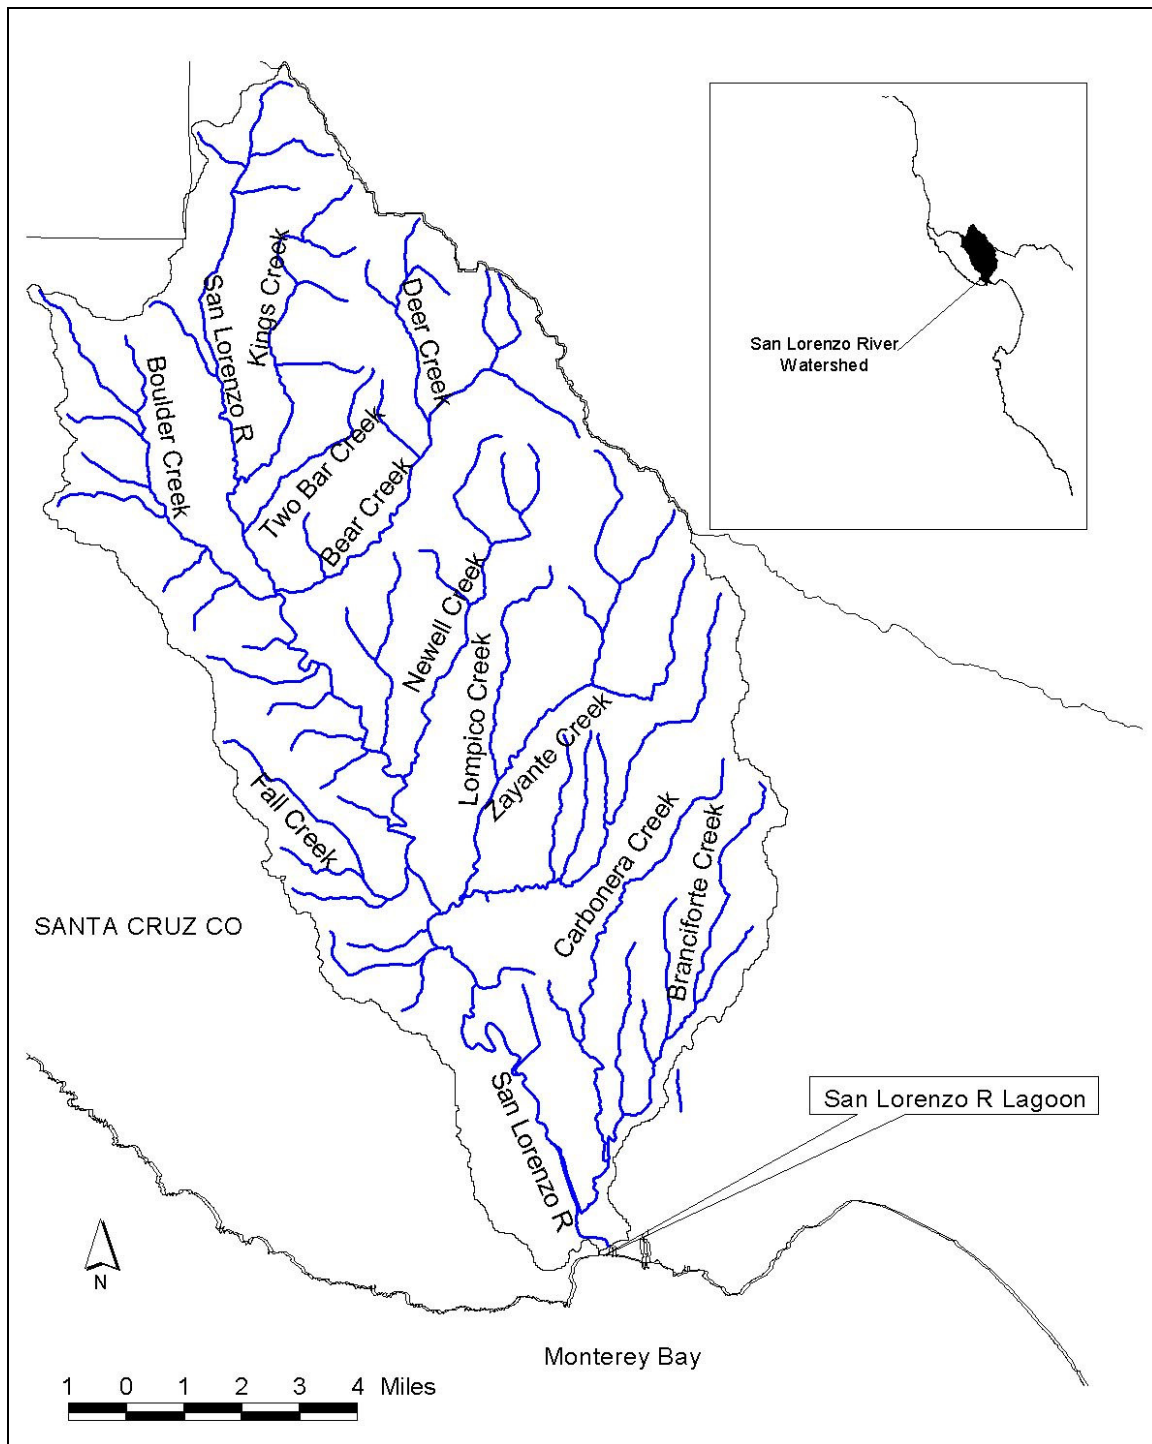 San Lorenzo River
Watershed
Kings Creek
San Lorenzo R
Deer Creek
Boulder Creek
Two Bar Creek
Bear Creek
Newell Creek
Lompico Creek
Zayante Creek
Fall Creek
Carbonera Creek
Branciforte Creek
SANTA CRUZ CO
San Lorenzo R
San Lorenzo R Lagoon
N
Monterey Bay
1 0 1 2 3 4 Miles